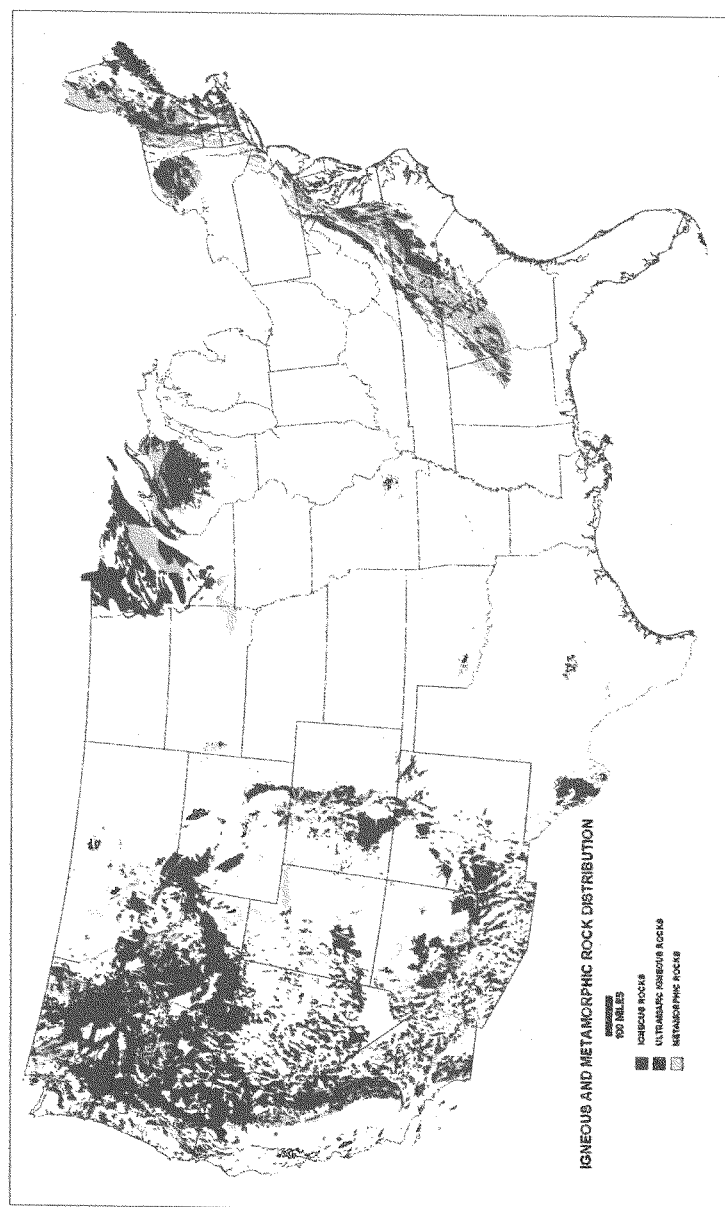 IGNEOUS AND METAMORPHIC ROCK DISTRIBUTION
100 MILES
IGNEOUS ROCKS
ULTRAMAFIC IGNEOUS ROCKS
METAMORPHIC ROCKS